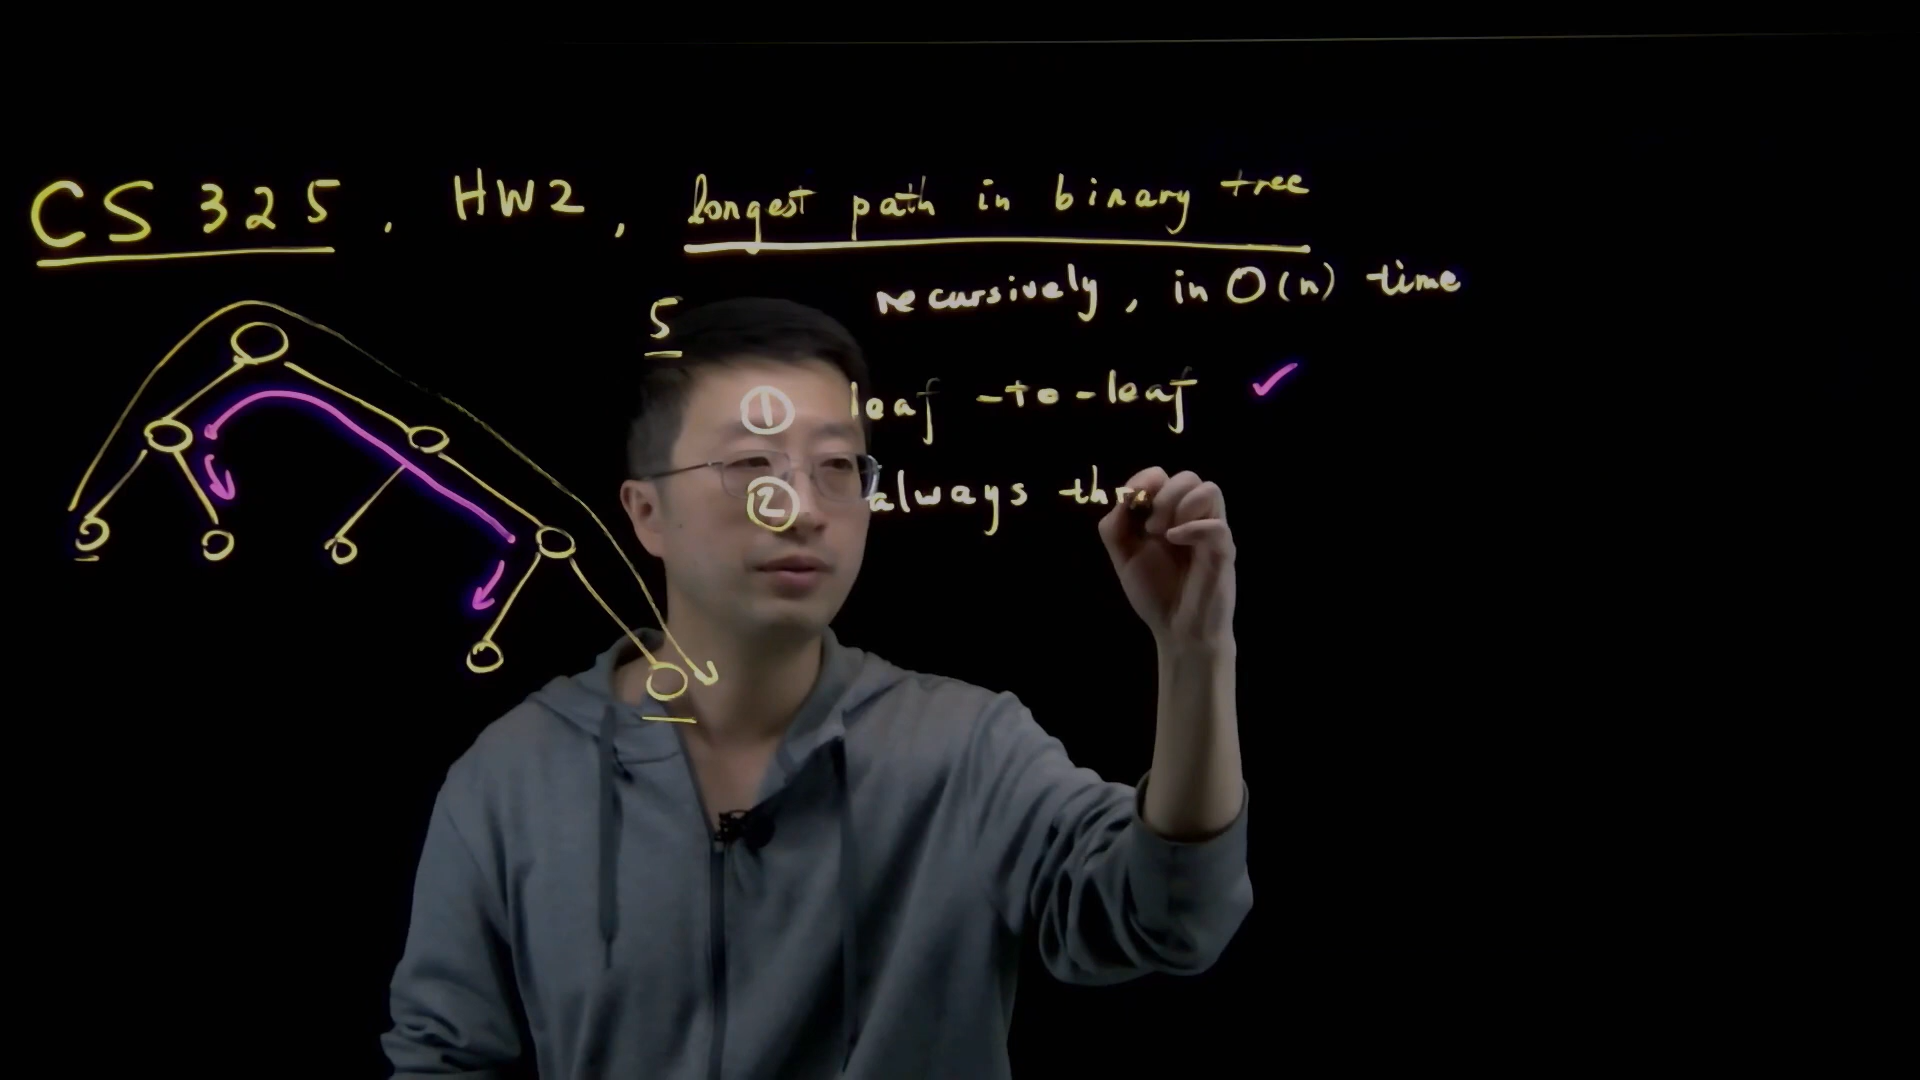 CS 325, HW2, longest path in binary tree
recursively, in O(n) time
5
① leaf-to-leaf ✓
② always thr